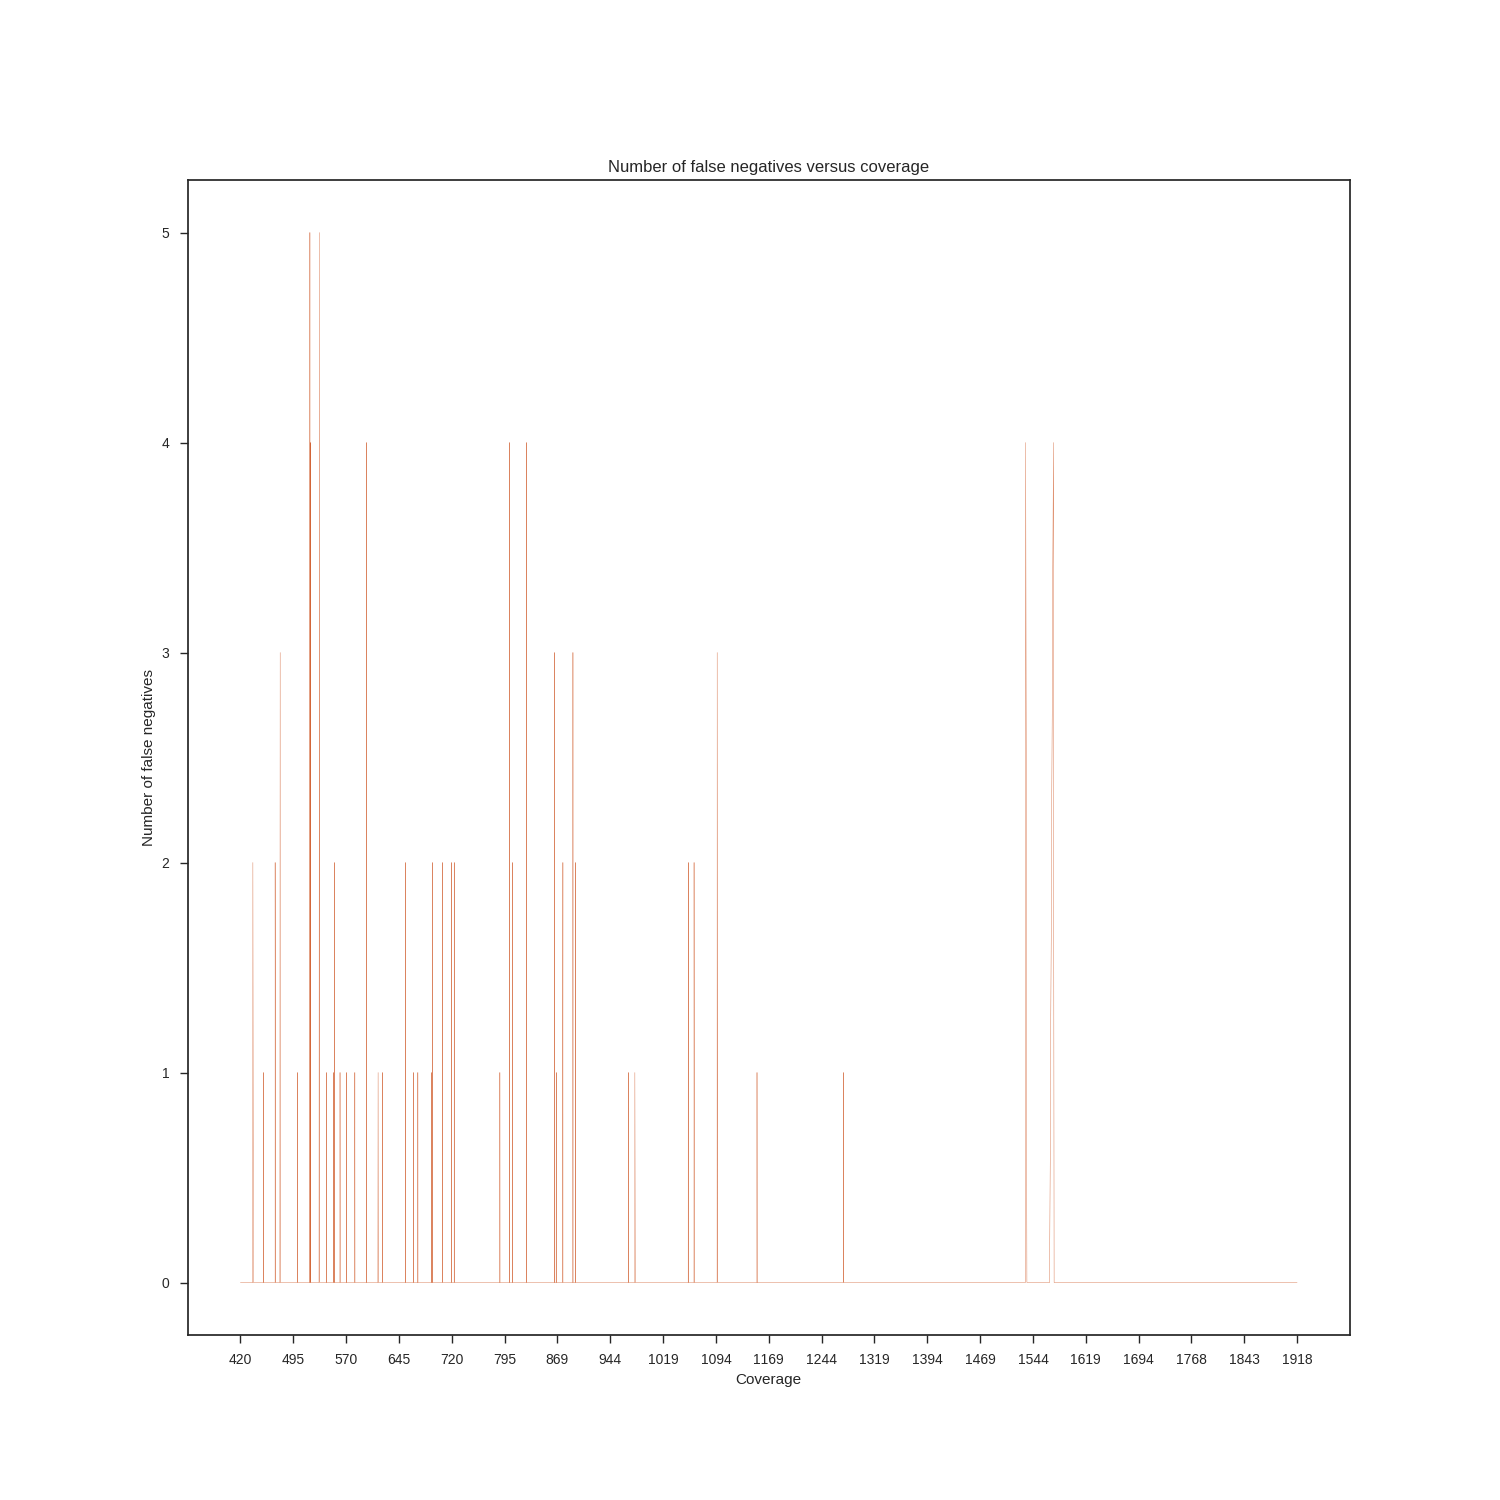 Number of false negatives versus coverage
5
4
3
2
1
0
Number of false negatives
420 495 570 645 720 795 869 944 1019 1094 1169 1244 1319 1394 1469 1544 1619 1694 1768 1843 1918
Coverage